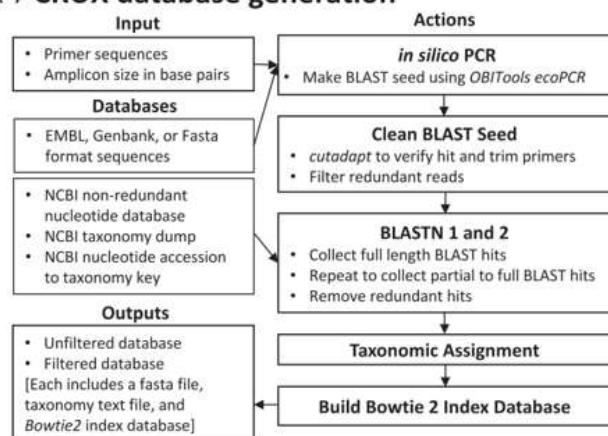 CRUX database generation
Input
• Primer sequences
• Amplicon size in base pairs
Databases
• EMBL, Genbank, or Fasta
format sequences
• NCBI non-redundant
nucleotide database
• NCBI taxonomy dump
• NCBI nucleotide accession
to taxonomy key
Outputs
• Unfiltered database
• Filtered database
[Each includes a fasta file,
taxonomy text file, and
Bowtie2 index database]
Actions
in silico PCR
• Make BLAST seed using OBITools ecoPCR
Clean BLAST Seed
• cutadapt to verify hit and trim primers
• Filter redundant reads
BLASTN 1 and 2
• Collect full length BLAST hits
• Repeat to collect partial to full BLAST hits
• Remove redundant hits
Taxonomic Assignment
Build Bowtie 2 Index Database